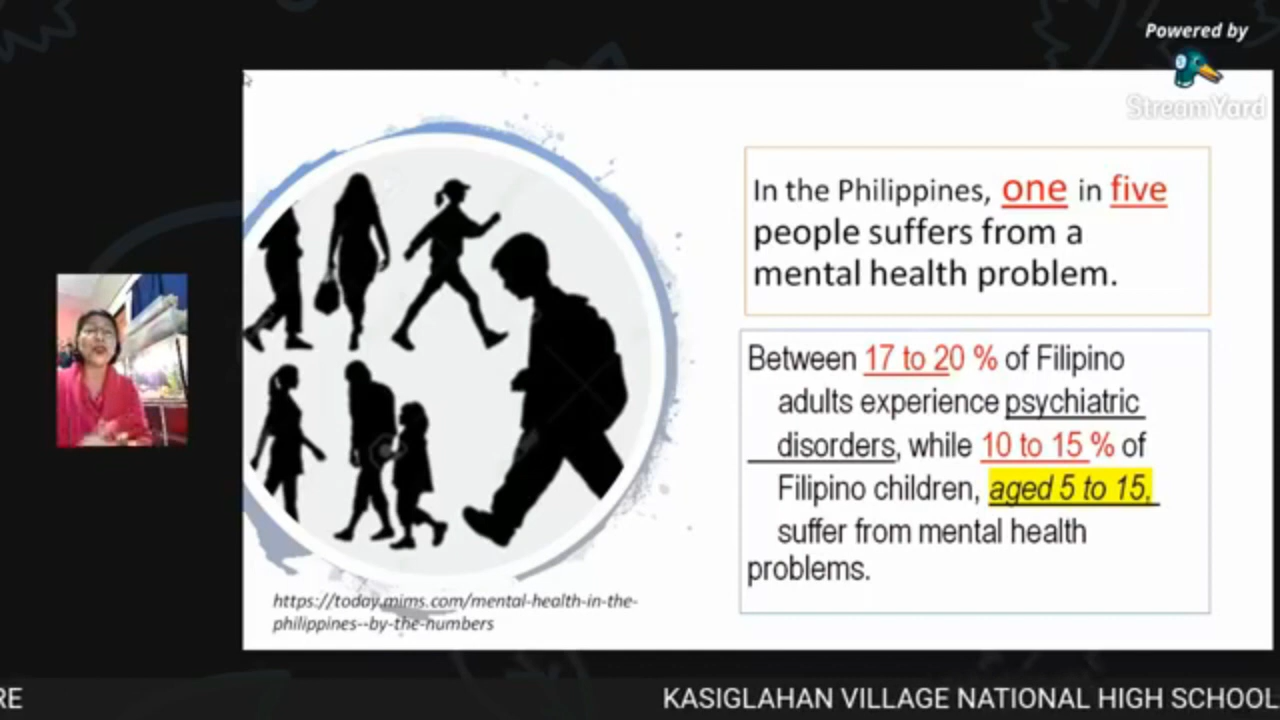 Powered by
StreamYard
In the Philippines, one in five
people suffers from a
mental health problem.
Between 17 to 20 % of Filipino
adults experience psychiatric
disorders, while 10 to 15 % of
Filipino children, aged 5 to 15,
suffer from mental health
problems.
https://today.mims.com/mental-health-in-the-
philippines--by-the-numbers
RE
KASIGLAHAN VILLAGE NATIONAL HIGH SCHOOL